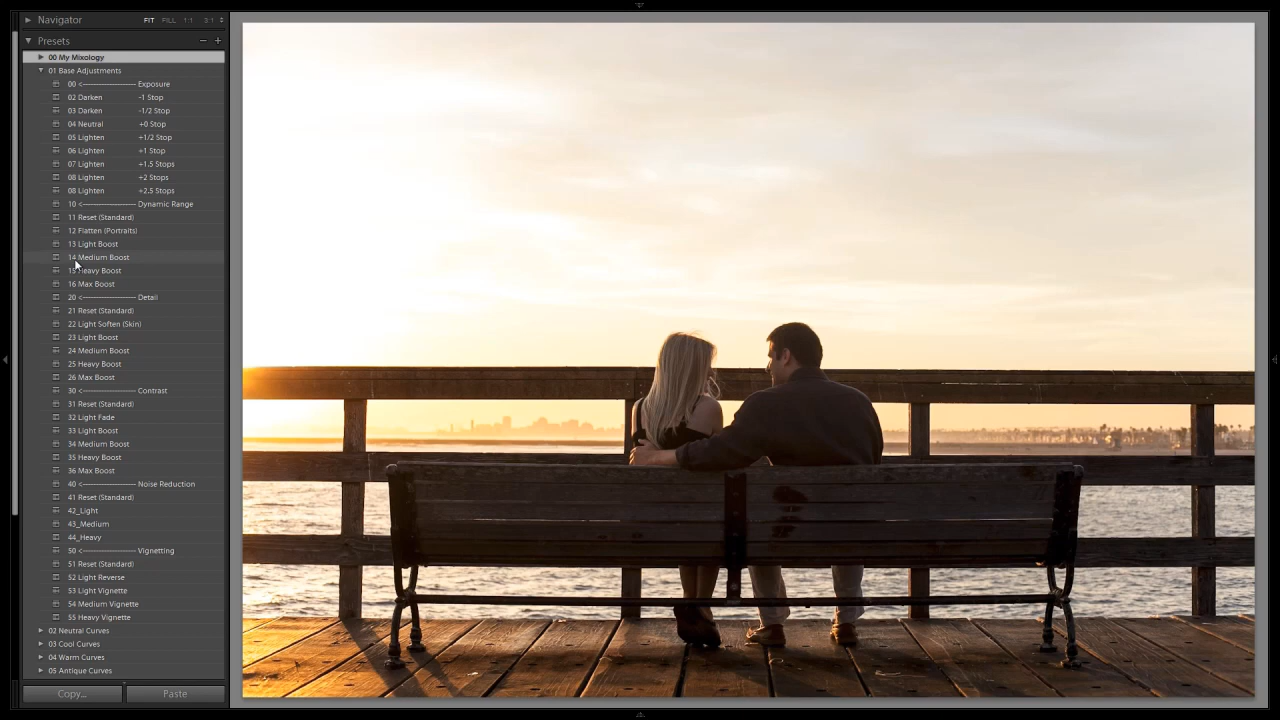 Navigator FIT FILL 1:1 3:1
Presets
00 My Mixology
01 Base Adjustments
00 <---------------- Exposure
02 Darken -1 Stop
03 Darken -1/2 Stop
04 Neutral +0 Stop
05 Lighten +1/2 Stop
06 Lighten +1 Stop
07 Lighten +1.5 Stops
08 Lighten +2 Stops
08 Lighten +2.5 Stops
10 <---------------- Dynamic Range
11 Reset (Standard)
12 Flatten (Portraits)
13 Light Boost
14 Medium Boost
15 Heavy Boost
16 Max Boost
20 <---------------- Detail
21 Reset (Standard)
22 Light Soften (Skin)
23 Light Boost
24 Medium Boost
25 Heavy Boost
26 Max Boost
30 <---------------- Contrast
31 Reset (Standard)
32 Light Fade
33 Light Boost
34 Medium Boost
35 Heavy Boost
36 Max Boost
40 <---------------- Noise Reduction
41 Reset (Standard)
42_Light
43_Medium
44_Heavy
50 <---------------- Vignetting
51 Reset (Standard)
52 Light Reverse
53 Light Vignette
54 Medium Vignette
55 Heavy Vignette
02 Neutral Curves
03 Cool Curves
04 Warm Curves
05 Antique Curves
Copy... Paste